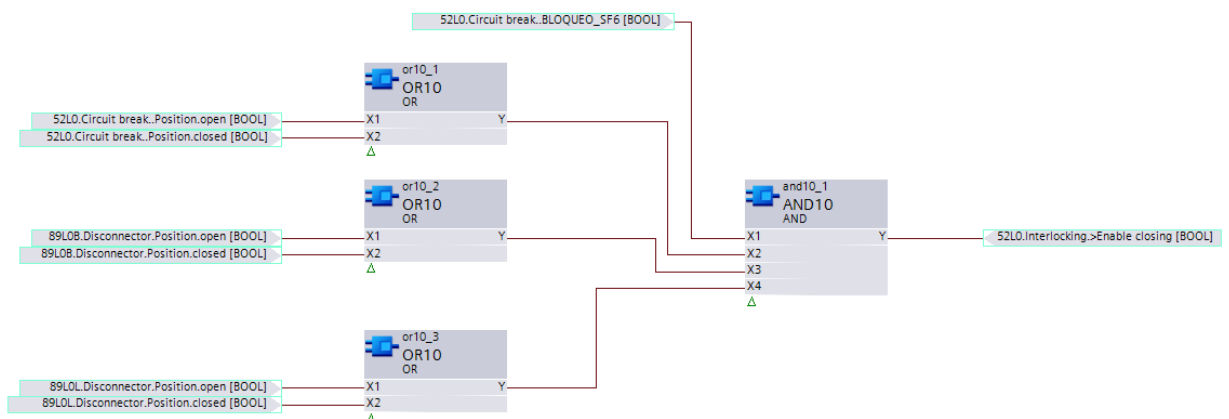 52L0.Circuit break..BLOQUEO_SF6 [BOOL]
or10_1
OR10
OR
52L0.Circuit break..Position.open [BOOL]
X1
Y
52L0.Circuit break..Position.closed [BOOL]
X2
or10_2
OR10
OR
89L0B.Disconnector.Position.open [BOOL]
X1
Y
89L0B.Disconnector.Position.closed [BOOL]
X2
or10_3
OR10
OR
89L0L.Disconnector.Position.open [BOOL]
X1
Y
89L0L.Disconnector.Position.closed [BOOL]
X2
and10_1
AND10
AND
X1
Y
X2
X3
X4
52L0.Interlocking.>Enable closing [BOOL]